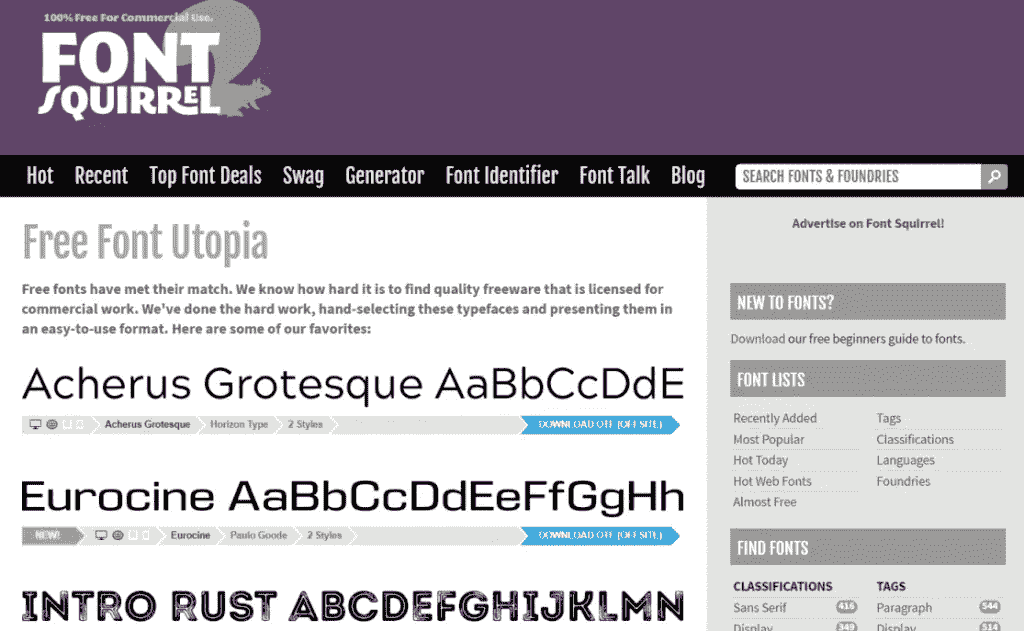 100% Free For Commercial Use.
FONT
SQUIRREL
Hot Recent Top Font Deals Swag Generator Font Identifier Font Talk Blog SEARCH FONTS & FOUNDRIES
Free Font Utopia
Free fonts have met their match. We know how hard it is to find quality freeware that is licensed for
commercial work. We've done the hard work, hand-selecting these typefaces and presenting them in
an easy-to-use format. Here are some of our favorites:
Acherus Grotesque AaBbCcDdE
Acherus Grotesque Horizon Type 2 Styles DOWNLOAD OTF (OFF SITE)
Eurocine AaBbCcDdEeFfGgHh
NEW! Eurocine Paulo Goode 2 Styles DOWNLOAD OTF (OFF SITE)
INTRO RUST ABCDEFGHIJKLMN
Advertise on Font Squirrel!
NEW TO FONTS?
Download our free beginners guide to fonts.
FONT LISTS
Recently Added Tags
Most Popular Classifications
Hot Today Languages
Hot Web Fonts Foundries
Almost Free
FIND FONTS
CLASSIFICATIONS TAGS
Sans Serif 416 Paragraph 544
Display 349 Display 514